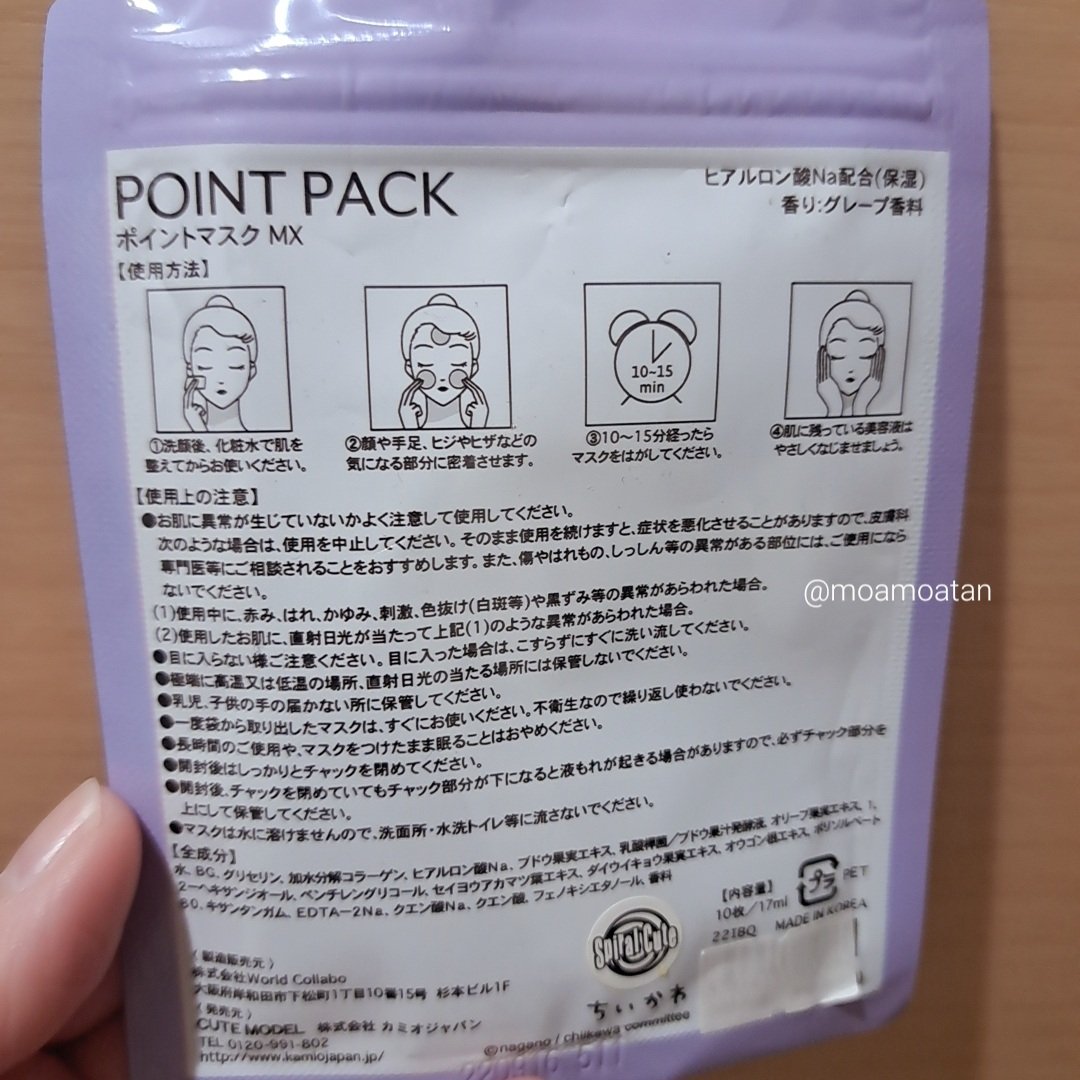 POINT PACK
ポイントマスク MX
ヒアルロン酸Na配合(保湿)
香り:グレープ香料
【使用方法】
10~15
min
①洗顔後、化粧水で肌を
整えてからお使いください。
②顔や手足、ヒジやヒザなどの
気になる部分に密着させます。
③10〜15分経ったら
マスクをはがしてください。
④肌に残っている美容液は
やさしくなじませましょう。
【使用上の注意】
●お肌に異常が生じていないかよく注意して使用してください。
次のような場合は、使用を中止してください。そのまま使用を続けますと、症状を悪化させることがありますので、皮膚科
専門医等にご相談されることをおすすめします。また、傷やはれもの、しっしん等の異常がある部位には、ご使用になら
ないでください。
(1)使用中に、赤み、はれ、かゆみ、刺激、色抜け(白斑等)や黒ずみ等の異常があらわれた場合。
(2)使用したお肌に、直射日光が当たって上記(1)のような異常があらわれた場合。
●目に入らない様ご注意ください。目に入った場合は、こすらずにすぐに洗い流してください。
●極端に高温又は低温の場所、直射日光の当たる場所には保管しないでください。
●乳児、子供の手の届かない所に保管してください。
●一度袋から取り出したマスクは、すぐにお使いください。不衛生なので繰り返し使わないでください。
●長時間のご使用や、マスクをつけたまま眠ることはおやめください。
●開封後はしっかりとチャックを閉めてください。
●開封後、チャックを閉めていてもチャック部分が下になると液もれが起きる場合がありますので、必ずチャック部分を
上にして保管してください。
●マスクは水に溶けませんので、洗面所・水洗トイレ等に流さないでください。
【全成分】
水、BG、グリセリン、加水分解コラーゲン、ヒアルロン酸Na、ブドウ果実エキス、乳酸桿菌/ブドウ果汁発酵液、オリーブ果実エキス、1,
2-ヘキサンジオール、ペンチレングリコール、セイヨウアカマツ葉エキス、ダイウイキョウ果実エキス、オウゴン根エキス、ポリソルベート
80、キサンタンガム、EDTA-2Na、クエン酸Na、クエン酸、フェノキシエタノール、香料
【内容量】
10枚/17ml
221BQ
プラ
PET
MADE IN KOREA
Spiral Cute
ちいかわ
〈製造販売元〉
株式会社World Collabo
大阪府岸和田市下松町1丁目10番15号 杉本ビル1F
〈発売元〉
CUTE MODEL 株式会社 カミオジャパン
TEL 0120-991-802
http://www.kamiojapan.jp/
©nagano / chiikawa committee
@moamoatan